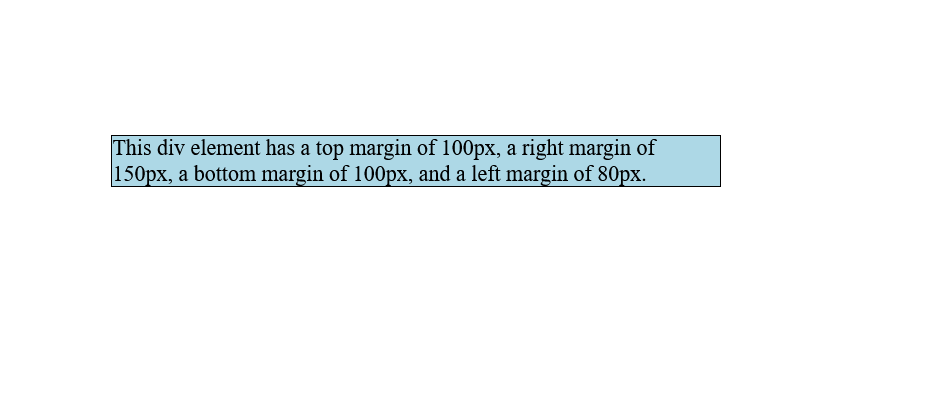 This div element has a top margin of 100px, a right margin of
150px, a bottom margin of 100px, and a left margin of 80px.